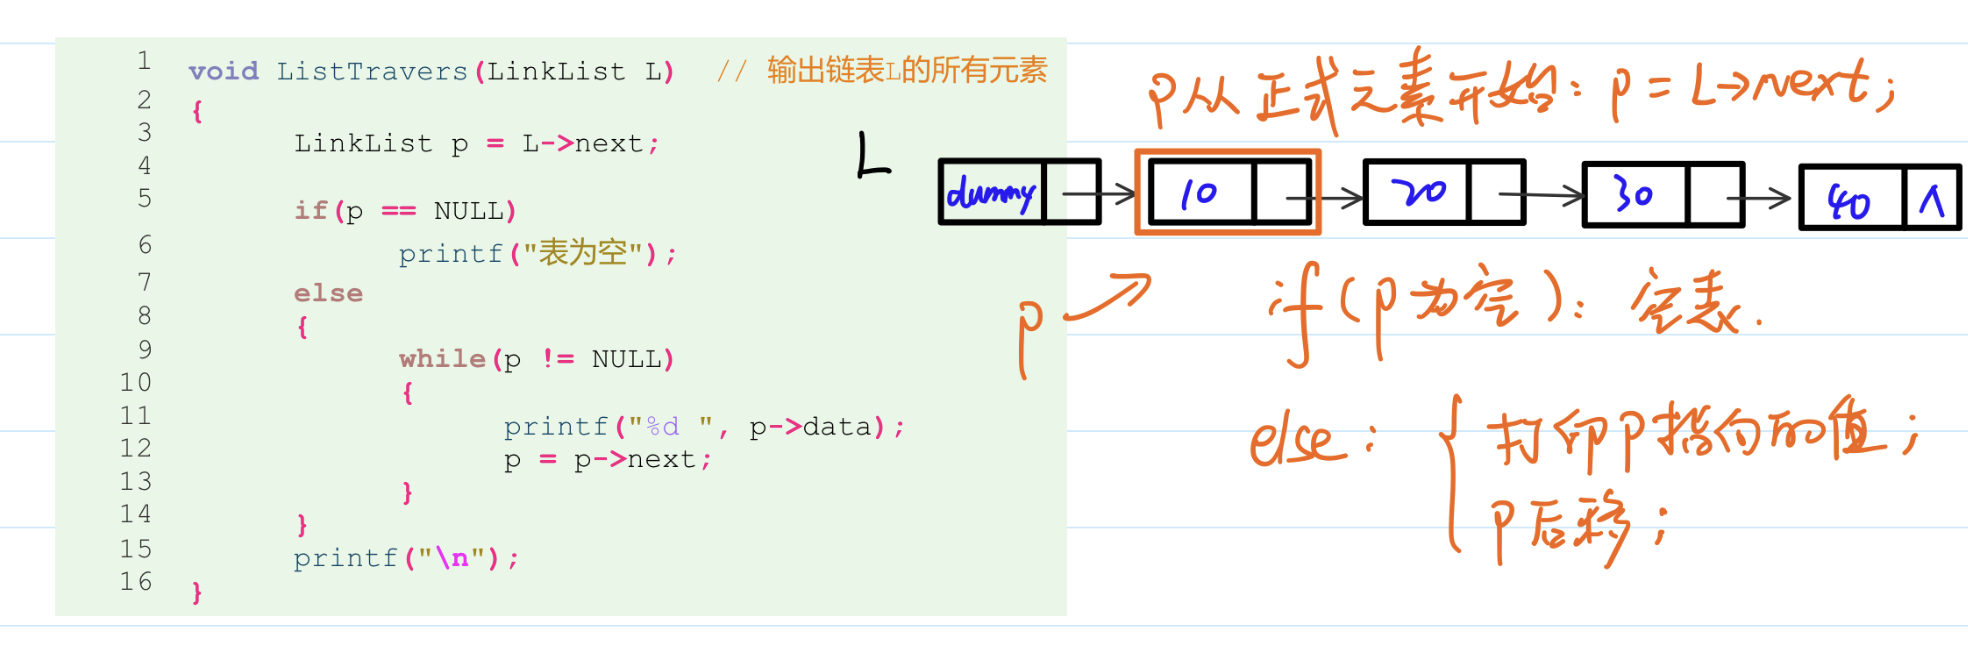 1 void ListTravers(LinkList L) // 输出链表L的所有元素
2 {
3 LinkList p = L->next;
4
5 if(p == NULL)
6 printf("表为空");
7 else
8 {
9 while(p != NULL)
10 {
11 printf("%d ", p->data);
12 p = p->next;
13 }
14 }
15 printf("\n");
16 }
p从正式元素开始: p = L→next;
L
dummy 10 20 30 40 ∧
p
if(p为空): 空表.
else: { 打印p指向的值;
p后移;